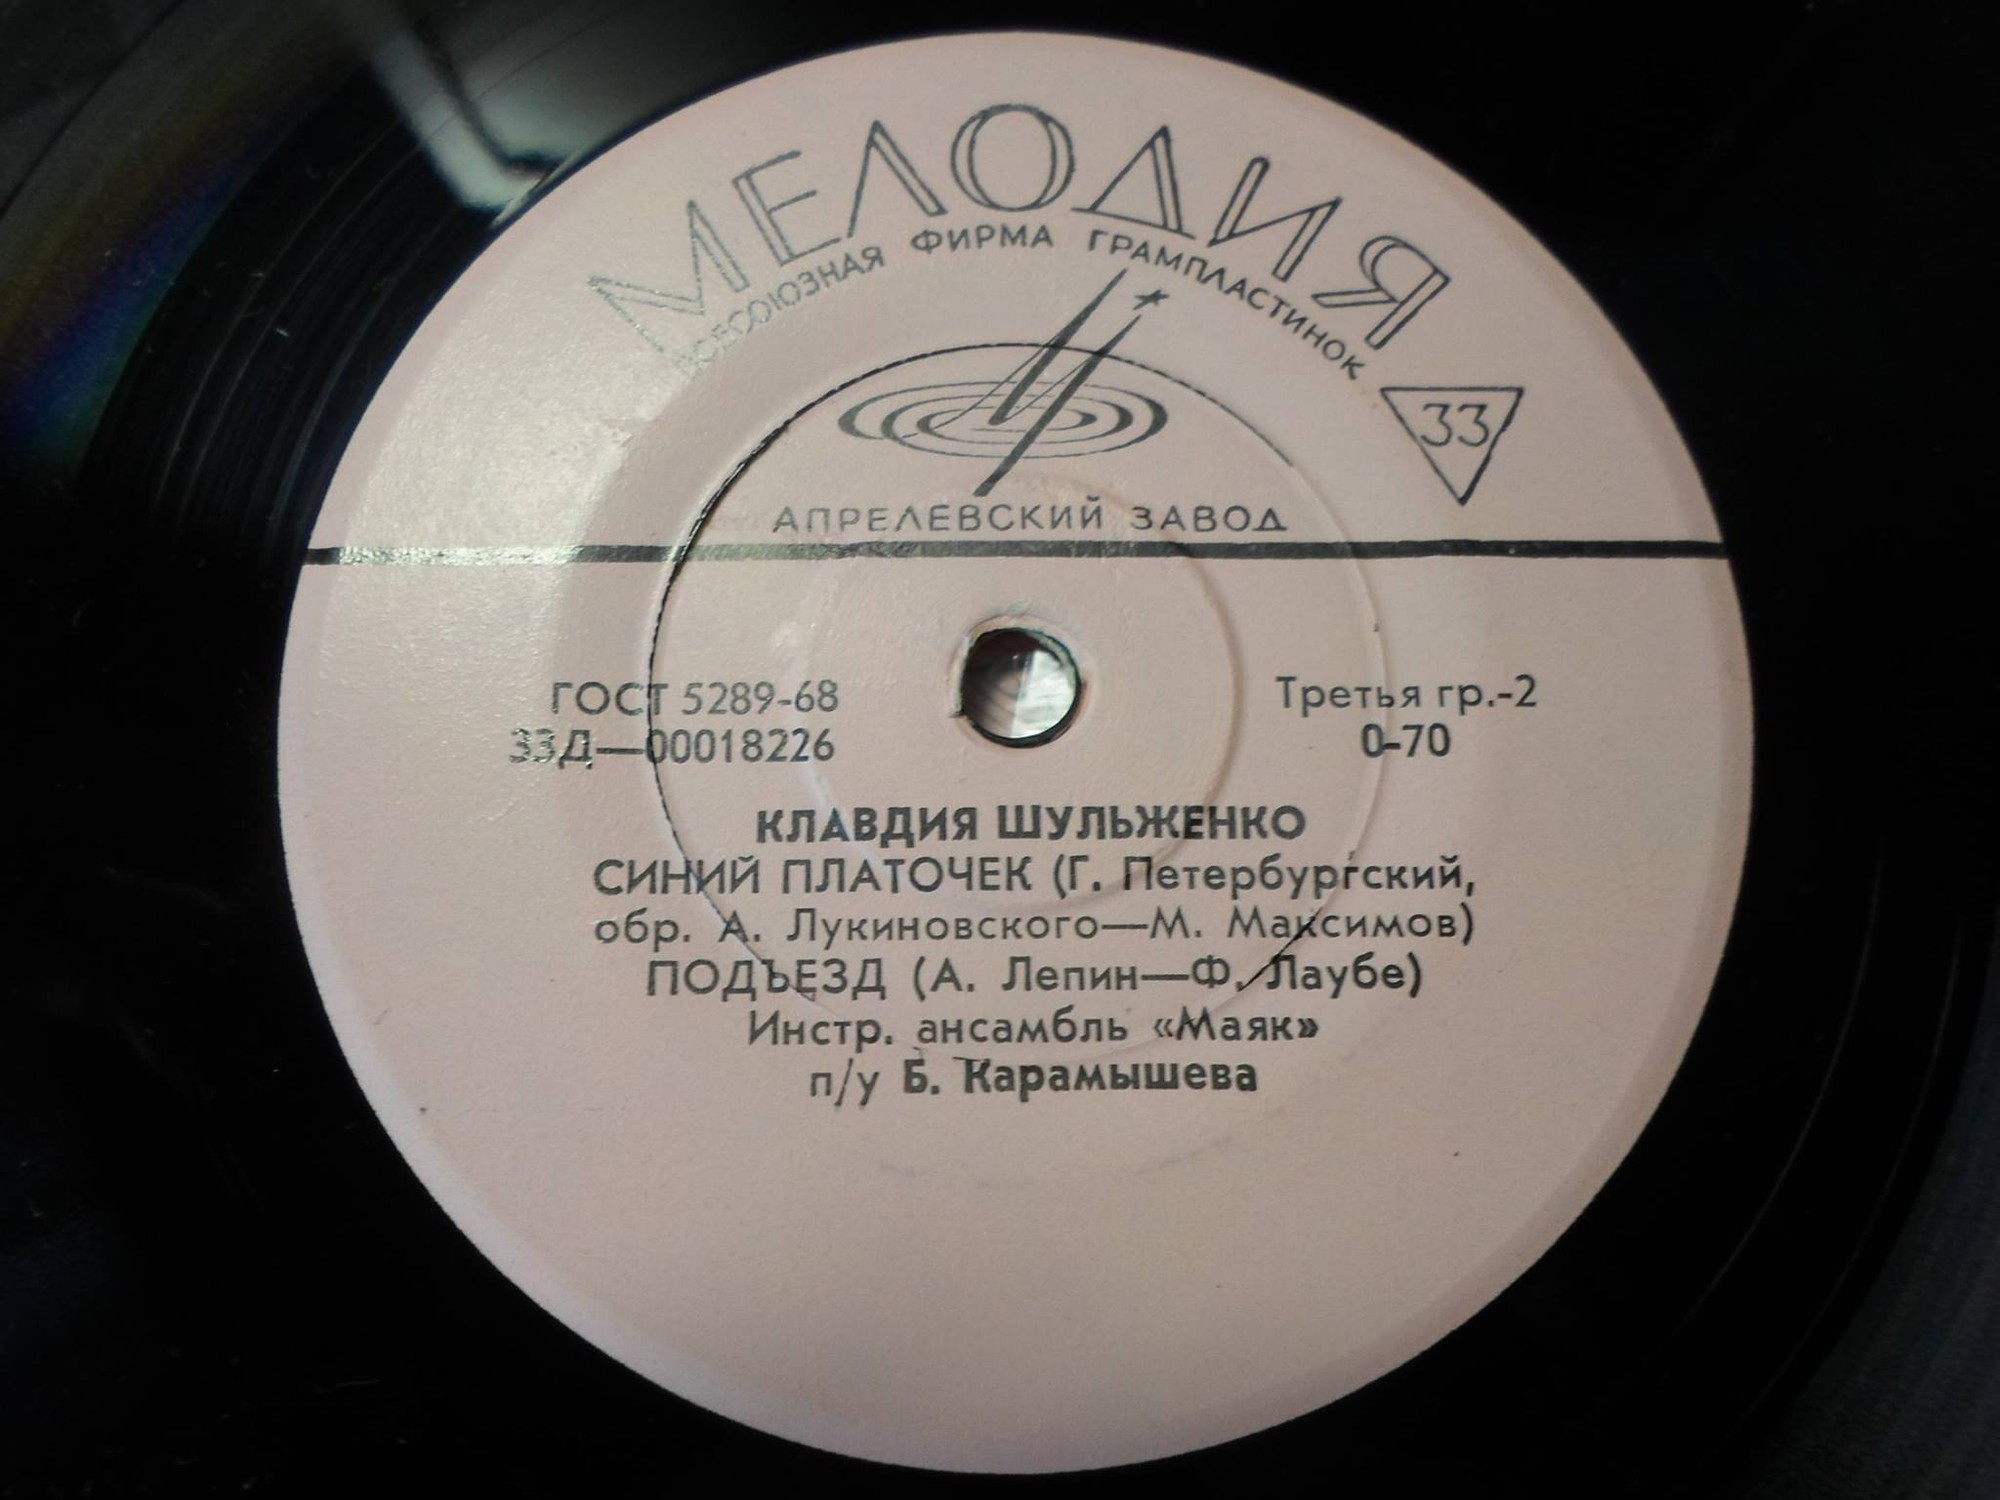 МЕЛОДИЯ
ВСЕСОЮЗНАЯ ФИРМА ГРАМПЛАСТИНОК
33
АПРЕЛЕВСКИЙ ЗАВОД
ГОСТ 5289-68
33Д—00018226
Третья гр.-2
0-70
КЛАВДИЯ ШУЛЬЖЕНКО
СИНИЙ ПЛАТОЧЕК (Г. Петербургский,
обр. А. Лукиновского—М. Максимов)
ПОДЪЕЗД (А. Лепин—Ф. Лаубе)
Инстр. ансамбль «Маяк»
п/у Б. Карамышева